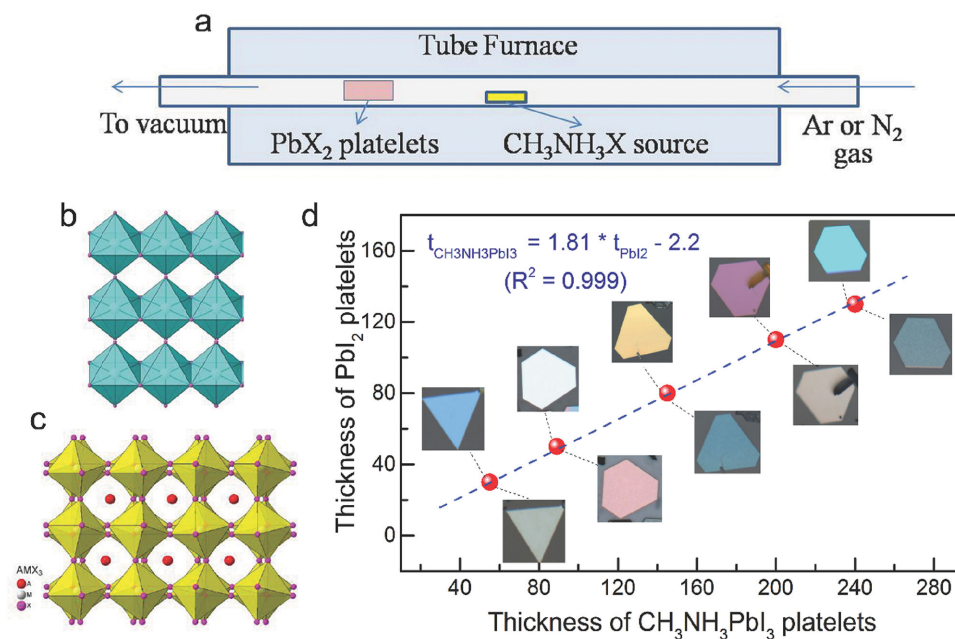 a
Tube Furnace
To vacuum
PbX₂ platelets
CH₃NH₃X source
Ar or N₂
gas
b
c
AMX₃
A
M
X
d
t_CH3NH3PbI3 = 1.81 * t_PbI2 - 2.2
(R² = 0.999)
Thickness of PbI₂ platelets
160
120
80
40
0
40 80 120 160 200 240 280
Thickness of CH₃NH₃PbI₃ platelets